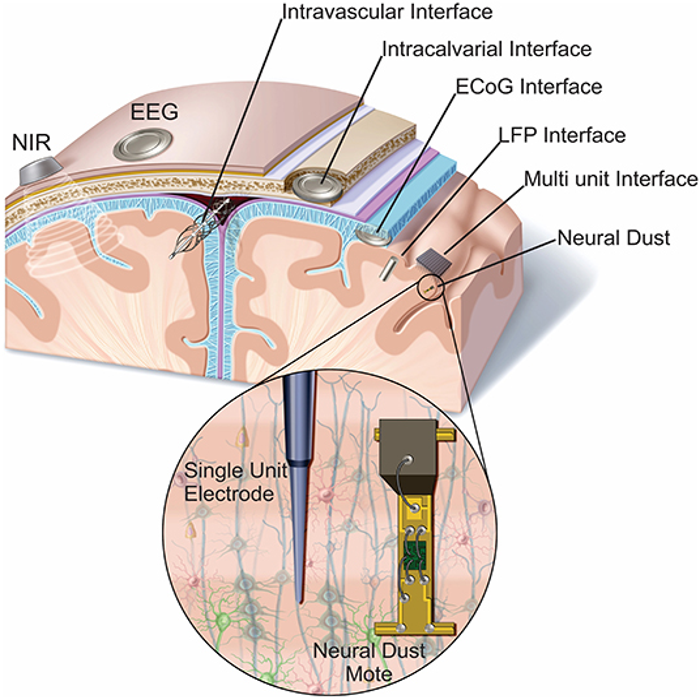 Intravascular Interface
Intracalvarial Interface
EEG
ECoG Interface
NIR
LFP Interface
Multi unit Interface
Neural Dust
Single Unit
Electrode
Neural Dust
Mote